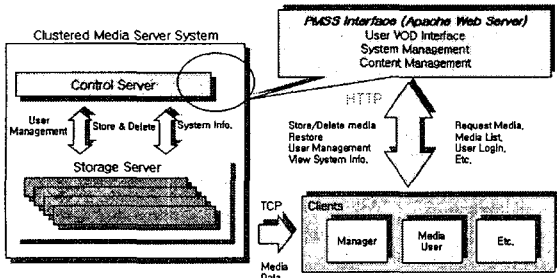 PMSS Interface (Apache Web Server)
User VOD Interface
System Management
Content Management
Clustered Media Server System
Control Server
HTTP
User
Management
Store & Delete
System Info.
Storage Server
Store/Delete media
Restore
User Management
View System Info.
Request Media,
Media List,
User Login,
Etc.
TCP
Media
Data
Clients
Manager
Media
User
Etc.